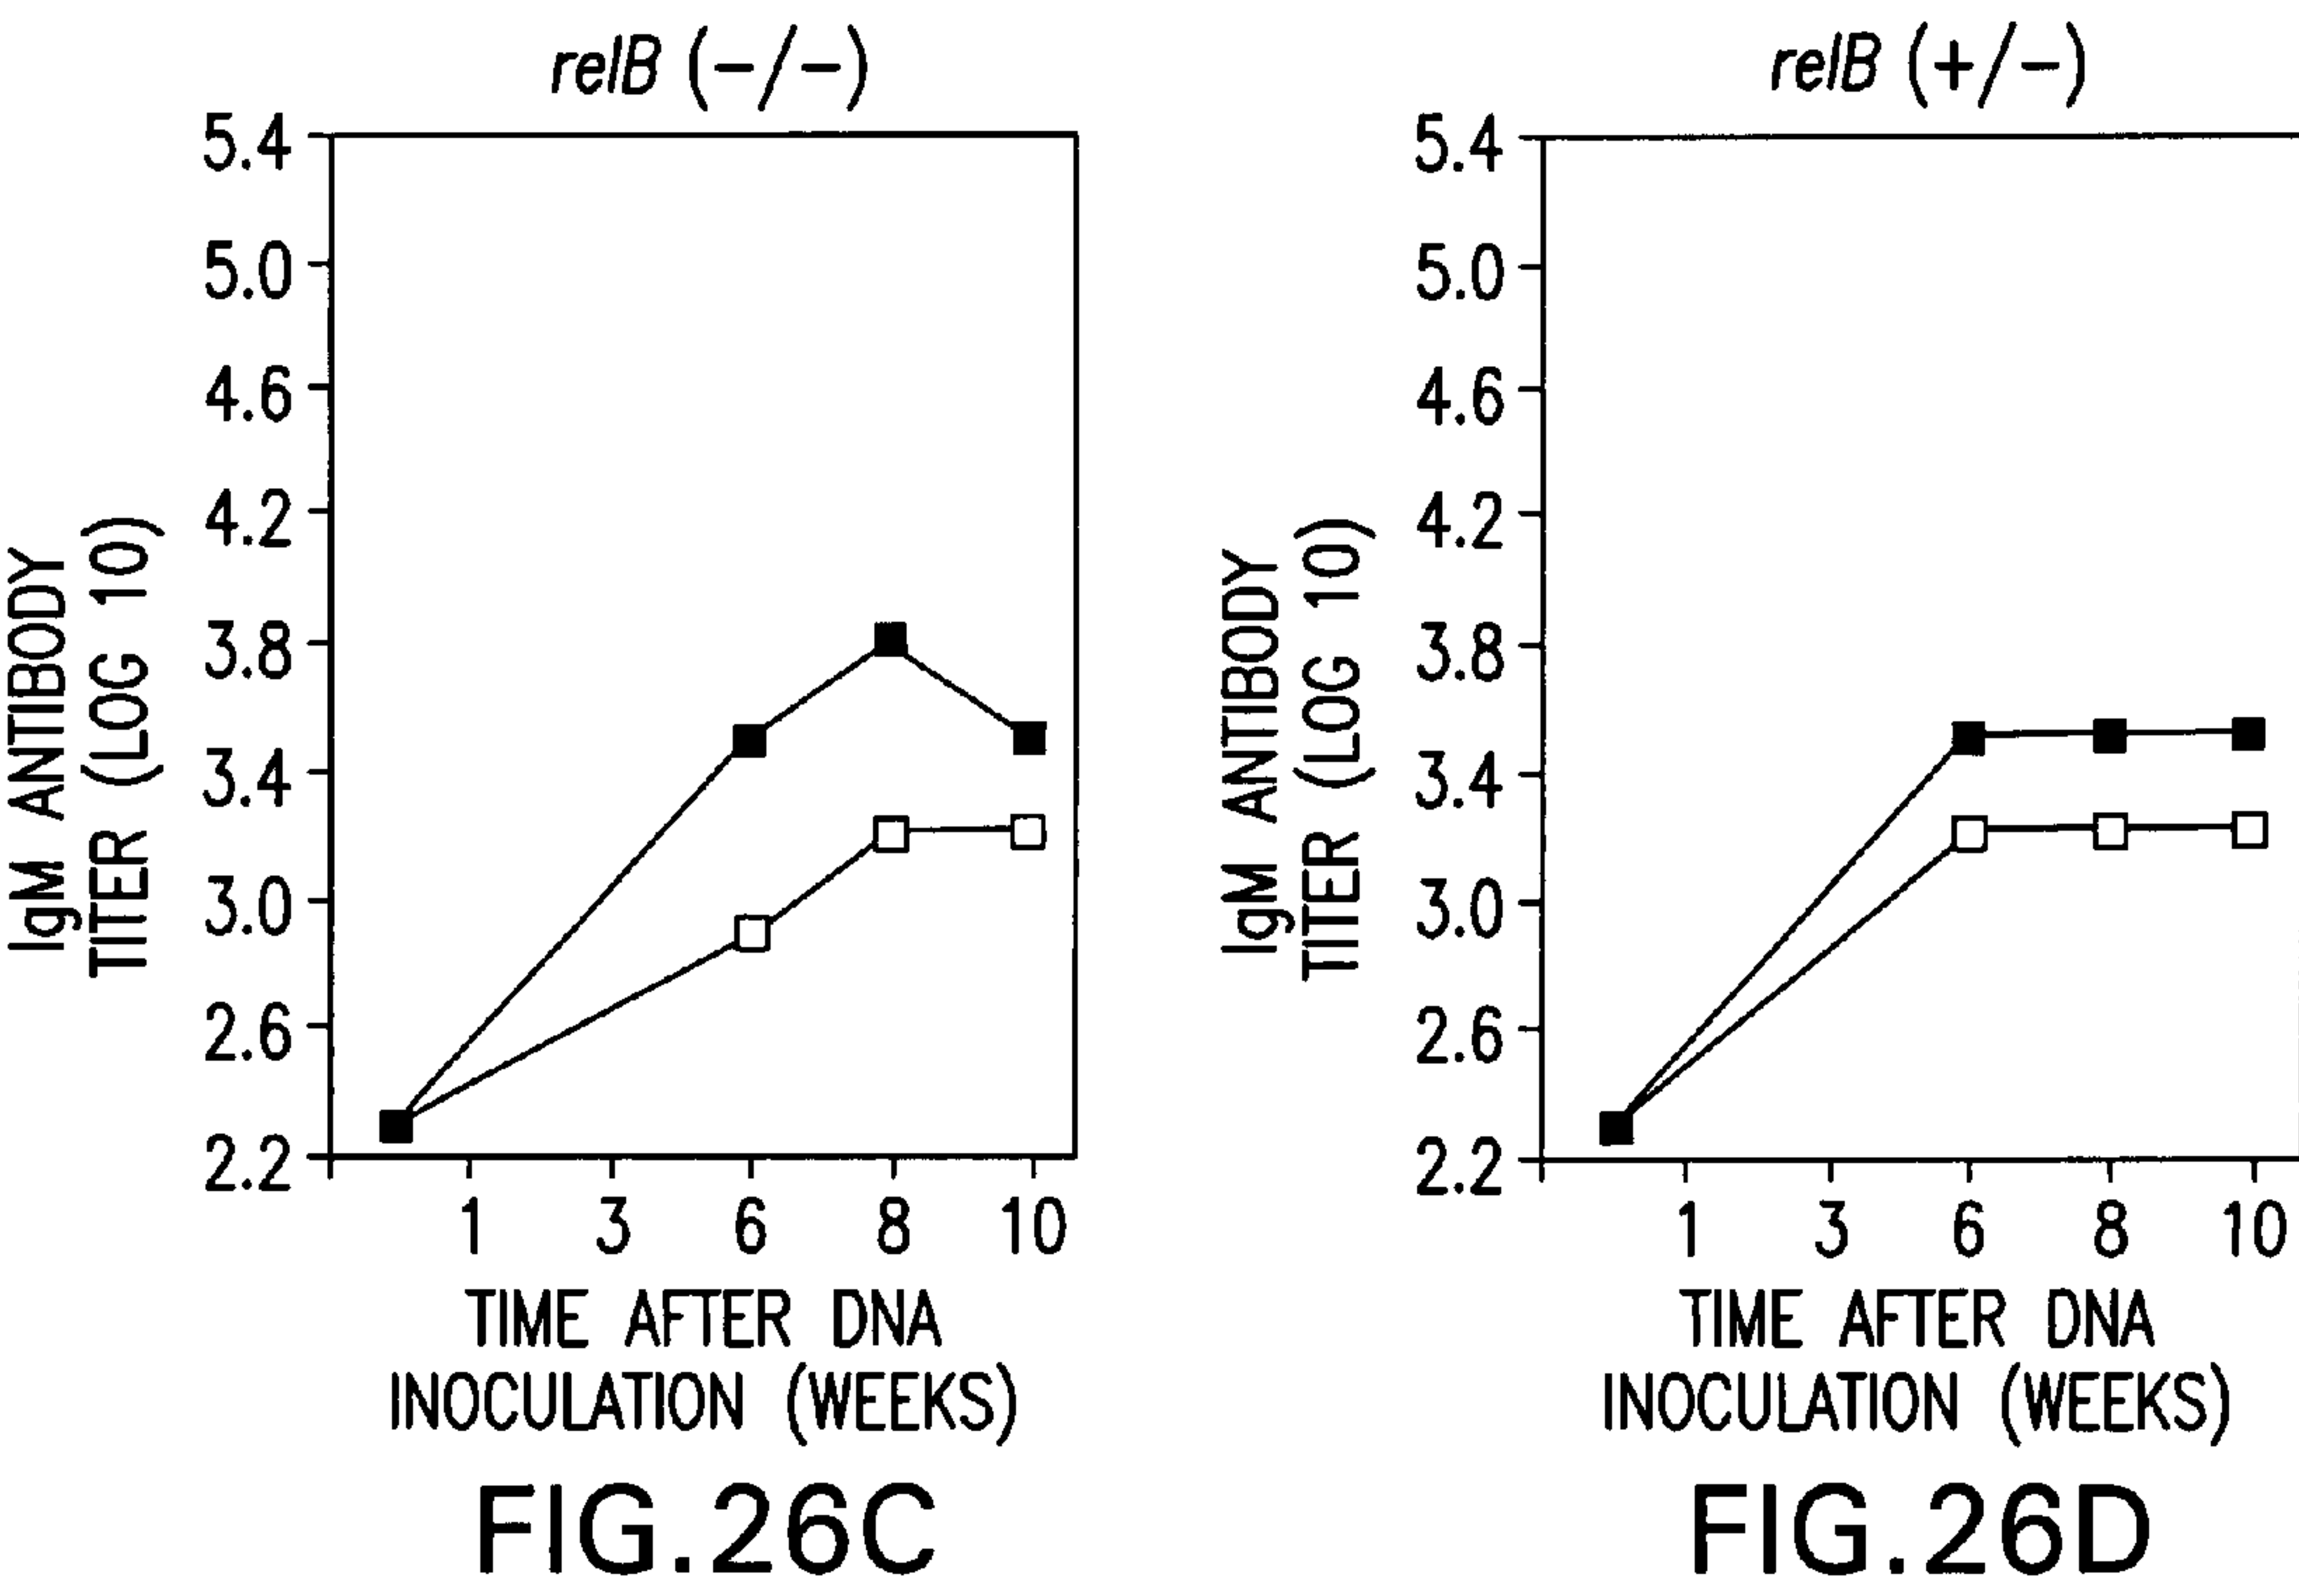 relB (−/−)
5.4
5.0
4.6
4.2
3.8
3.4
3.0
2.6
2.2
IgM ANTIBODY
TITER (LOG 10)
1 3 6 8 10
TIME AFTER DNA
INOCULATION (WEEKS)
FIG.26C
relB (+/−)
5.4
5.0
4.6
4.2
3.8
3.4
3.0
2.6
2.2
IgM ANTIBODY
TITER (LOG 10)
1 3 6 8 10
TIME AFTER DNA
INOCULATION (WEEKS)
FIG.26D